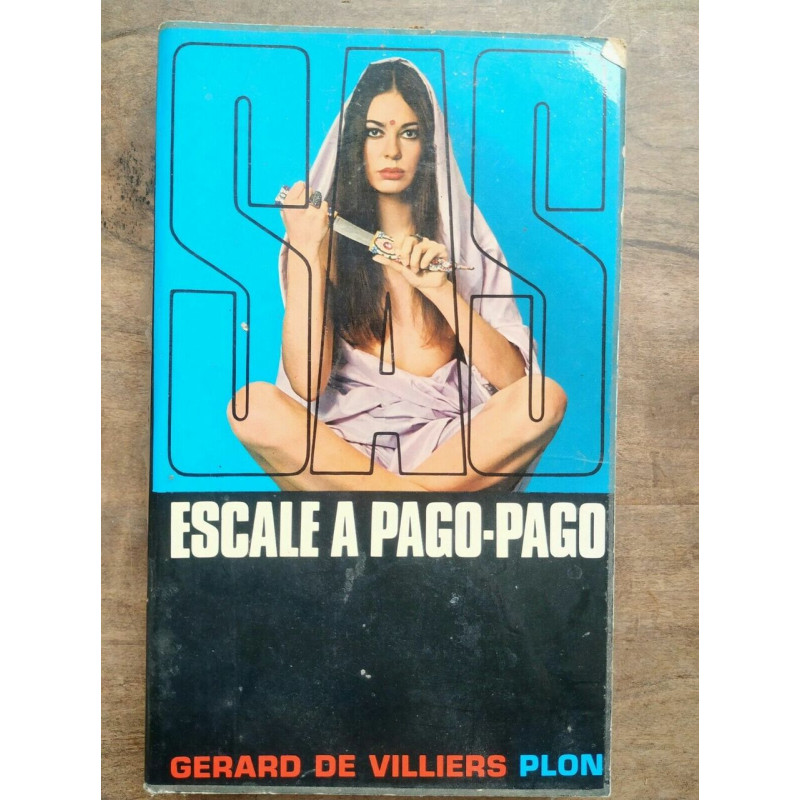 SAS
ESCALE A PAGO-PAGO
GERARD DE VILLIERS PLON